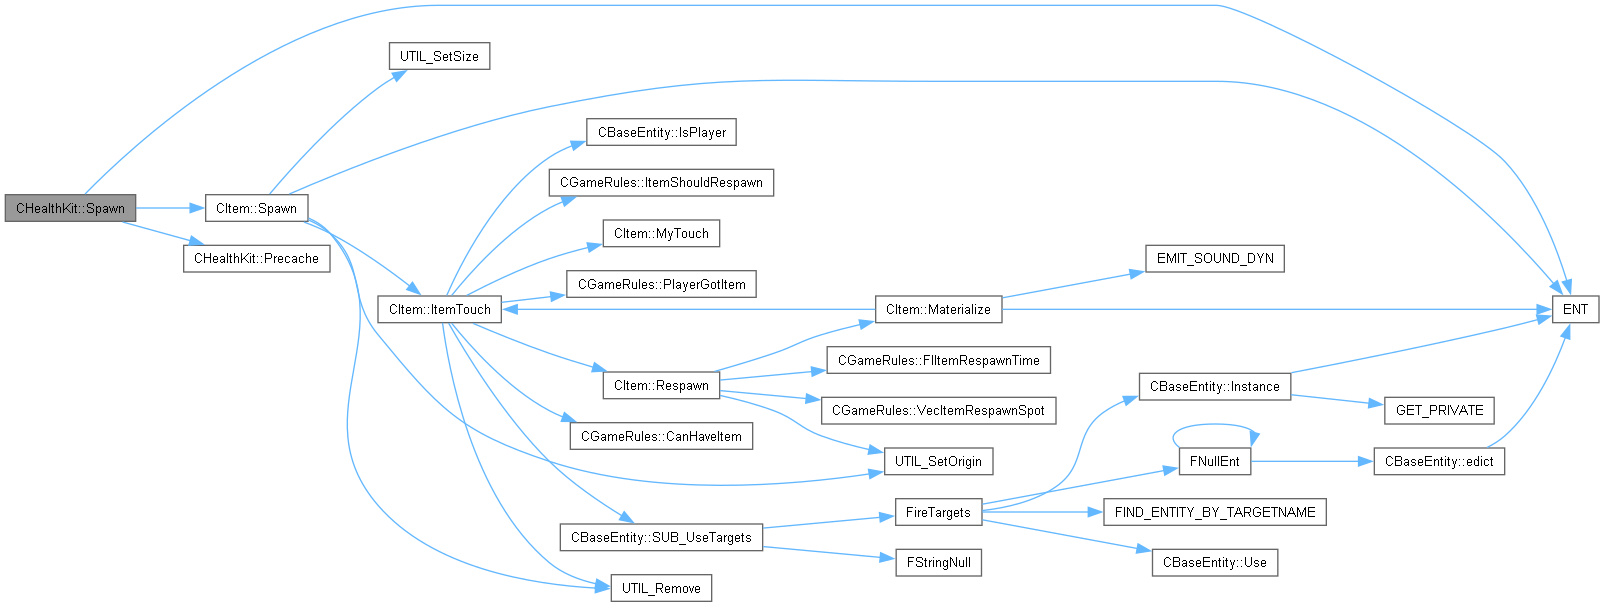 CHealthKit::Spawn
CItem::Spawn
CHealthKit::Precache
UTIL_SetSize
CItem::ItemTouch
CBaseEntity::IsPlayer
CGameRules::ItemShouldRespawn
CItem::MyTouch
CGameRules::PlayerGotItem
CItem::Respawn
CGameRules::CanHaveItem
CBaseEntity::SUB_UseTargets
UTIL_Remove
CItem::Materialize
CGameRules::FlItemRespawnTime
CGameRules::VecItemRespawnSpot
UTIL_SetOrigin
FireTargets
FStringNull
EMIT_SOUND_DYN
CBaseEntity::Instance
FNullEnt
FIND_ENTITY_BY_TARGETNAME
CBaseEntity::Use
GET_PRIVATE
CBaseEntity::edict
ENT